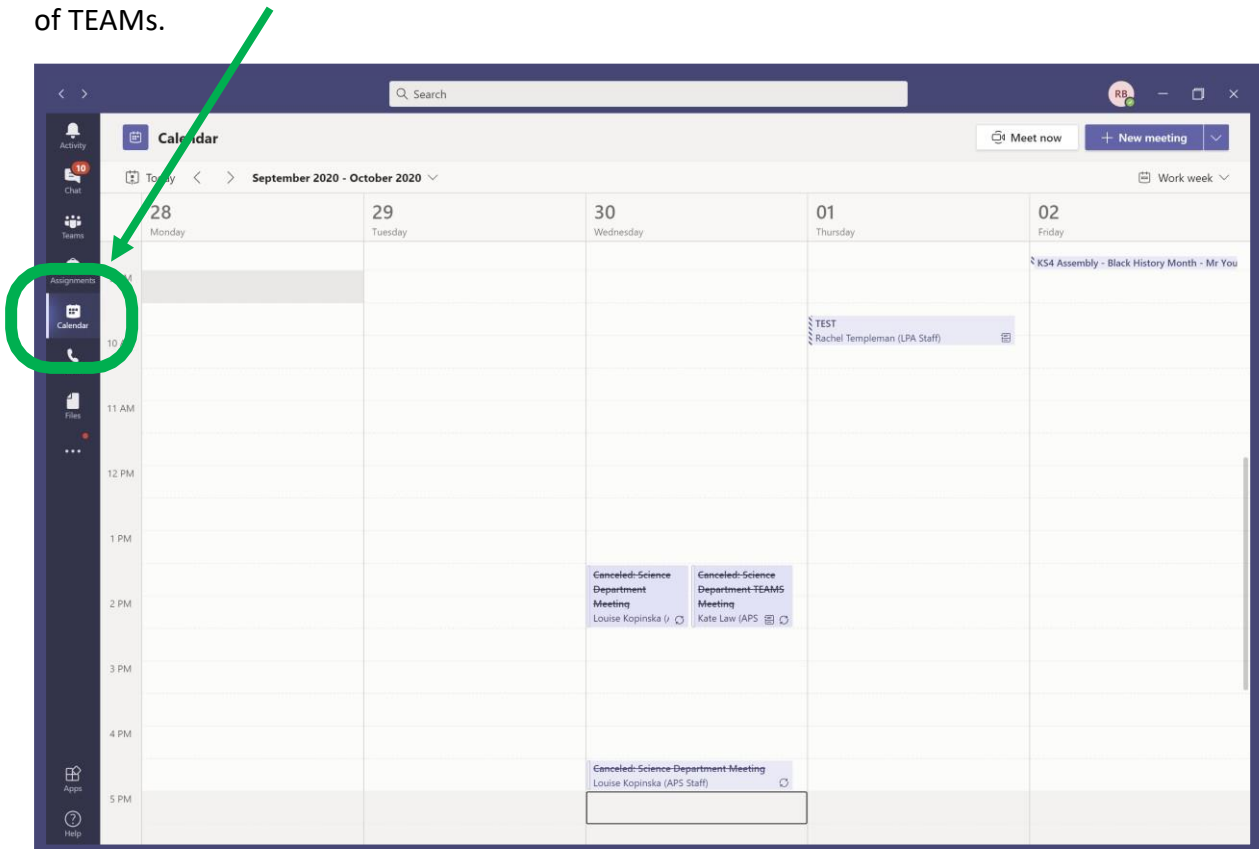 of TEAMs.
Search
RB
Activity
Calendar
Meet now
+ New meeting
10
Chat
September 2020 - October 2020
Work week
Teams
28
29
30
01
02
Monday
Tuesday
Wednesday
Thursday
Friday
KS4 Assembly - Black History Month - Mr You
Assignments
Calendar
TEST
Rachel Templeman (LPA Staff)
10
Files
11 AM
12 PM
1 PM
Canceled: Science
Department
Meeting
Louise Kopinska (
Canceled: Science
Department TEAMS
Meeting
Kate Law (APS
2 PM
3 PM
4 PM
Canceled: Science Department Meeting
Louise Kopinska (APS Staff)
Apps
5 PM
Help